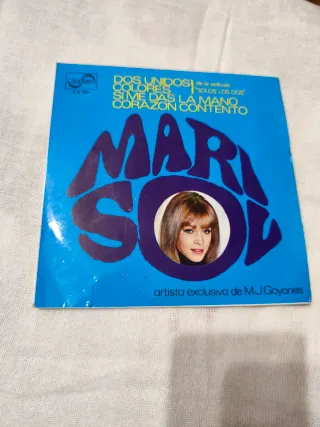 DOS UNIDOS
COLORES
de la película
"SOLOS LOS DOS"
SI ME DAS LA MANO
CORAZON CONTENTO
MARI
SOL
artista exclusiva de M.J Goyanes